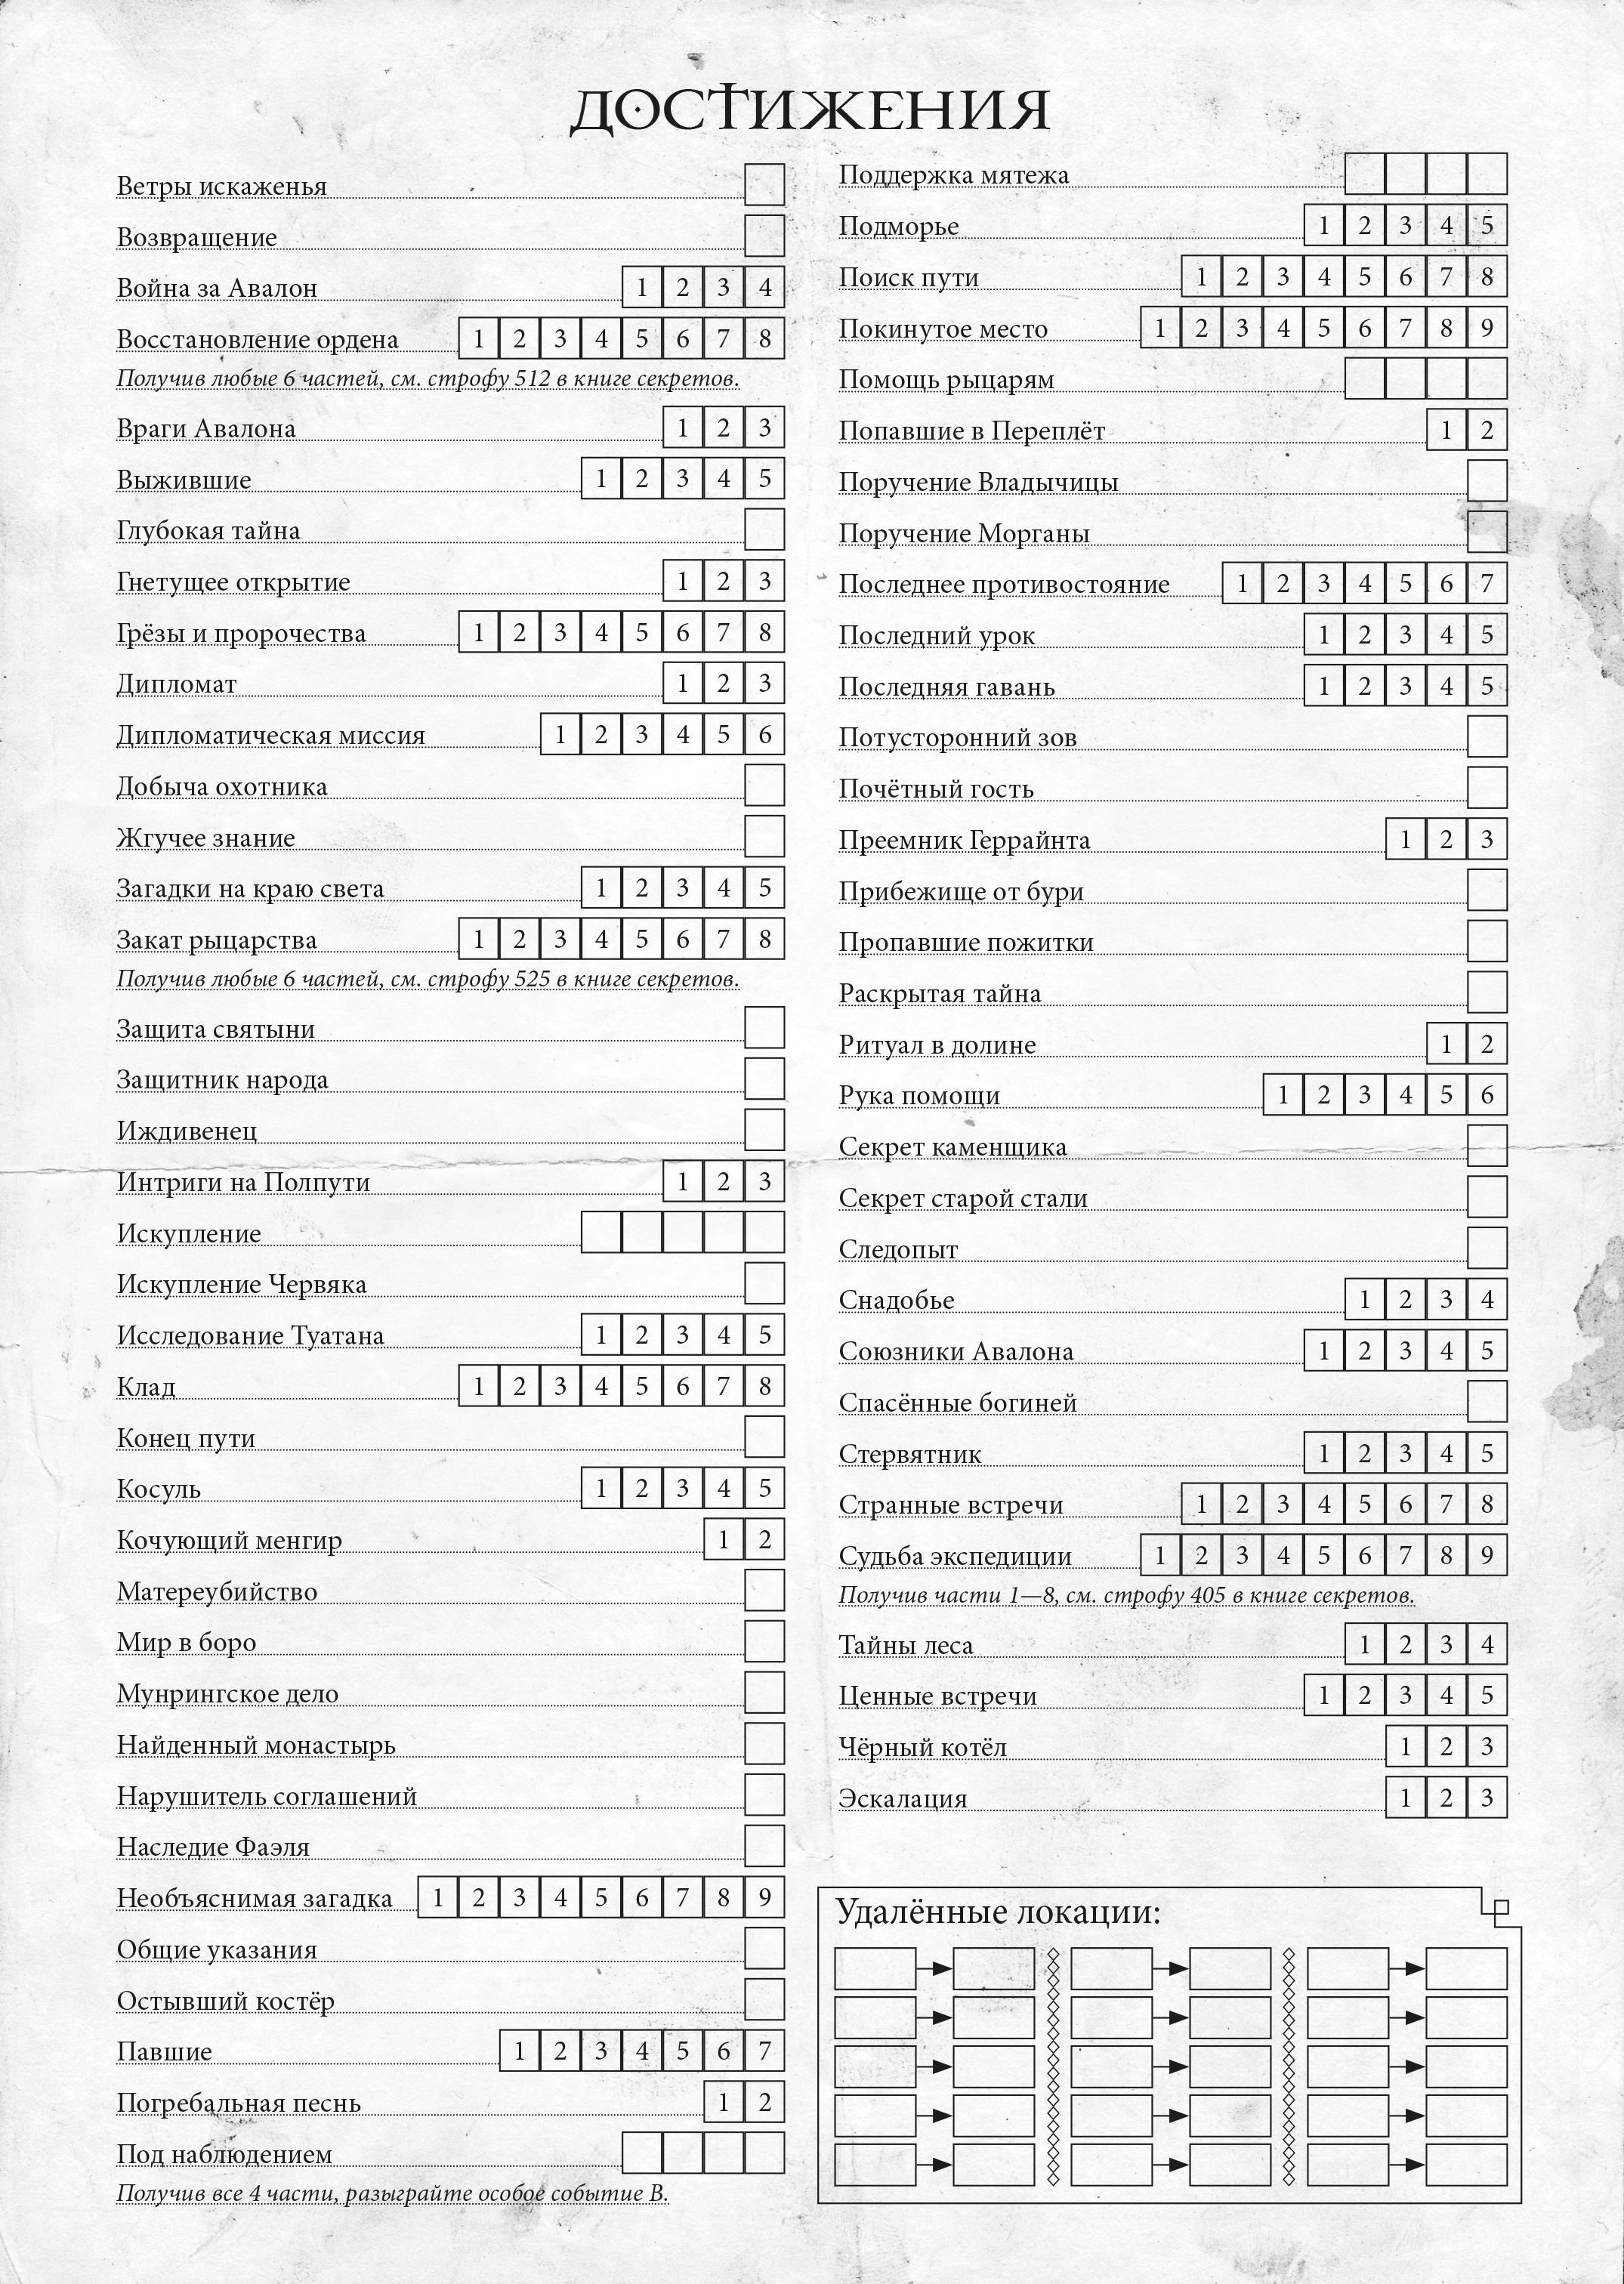 ДОСТИЖЕНИЯ
Ветры искаженья
Возвращение
Война за Авалон 1 2 3 4
Восстановление ордена 1 2 3 4 5 6 7 8
Получив любые 6 частей, см. строфу 512 в книге секретов.
Враги Авалона 1 2 3
Выжившие 1 2 3 4 5
Глубокая тайна
Гнетущее открытие 1 2 3
Грёзы и пророчества 1 2 3 4 5 6 7 8
Дипломат 1 2 3
Дипломатическая миссия 1 2 3 4 5 6
Добыча охотника
Жгучее знание
Загадки на краю света 1 2 3 4 5
Закат рыцарства 1 2 3 4 5 6 7 8
Получив любые 6 частей, см. строфу 525 в книге секретов.
Защита святыни
Защитник народа
Иждивенец
Интриги на Полпути 1 2 3
Искупление
Искупление Червяка
Исследование Туатана 1 2 3 4 5
Клад 1 2 3 4 5 6 7 8
Конец пути
Косуль 1 2 3 4 5
Кочующий менгир 1 2
Матереубийство
Мир в боро
Мунрингское дело
Найденный монастырь
Нарушитель соглашений
Наследие Фаэля
Необъяснимая загадка 1 2 3 4 5 6 7 8 9
Общие указания
Остывший костёр
Павшие 1 2 3 4 5 6 7
Погребальная песнь 1 2
Под наблюдением
Получив все 4 части, разыграйте особое событие В.
Поддержка мятежа
Подморье 1 2 3 4 5
Поиск пути 1 2 3 4 5 6 7 8
Покинутое место 1 2 3 4 5 6 7 8 9
Помощь рыцарям
Попавшие в Переплёт 1 2
Поручение Владычицы
Поручение Морганы
Последнее противостояние 1 2 3 4 5 6 7
Последний урок 1 2 3 4 5
Последняя гавань 1 2 3 4 5
Потусторонний зов
Почётный гость
Преемник Геррайнта 1 2 3
Прибежище от бури
Пропавшие пожитки
Раскрытая тайна
Ритуал в долине 1 2
Рука помощи 1 2 3 4 5 6
Секрет каменщика
Секрет старой стали
Следопыт
Снадобье 1 2 3 4
Союзники Авалона 1 2 3 4 5
Спасённые богиней
Стервятник 1 2 3 4 5
Странные встречи 1 2 3 4 5 6 7 8
Судьба экспедиции 1 2 3 4 5 6 7 8 9
Получив части 1—8, см. строфу 405 в книге секретов.
Тайны леса 1 2 3 4
Ценные встречи 1 2 3 4 5
Чёрный котёл 1 2 3
Эскалация 1 2 3
Удалённые локации: